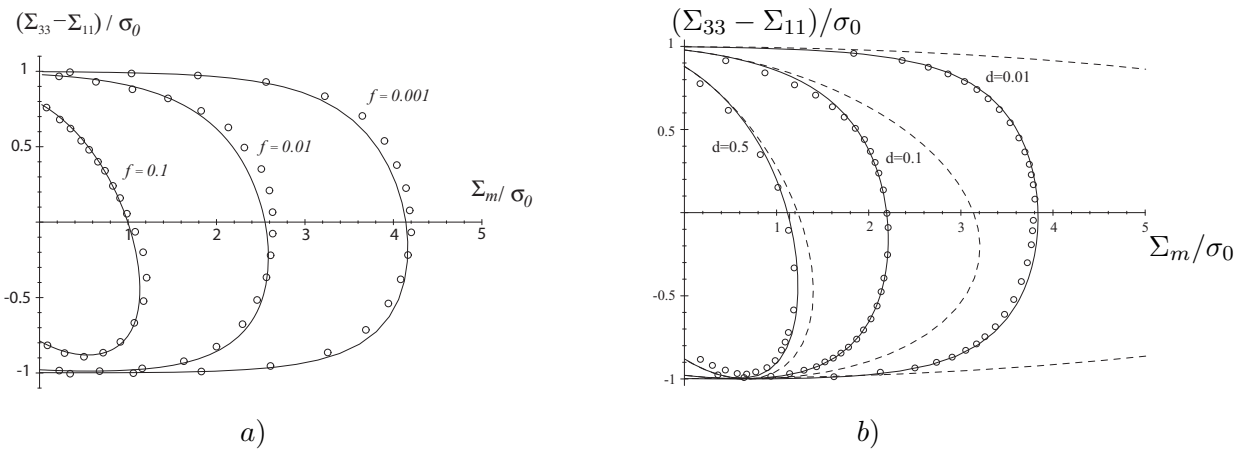 (Σ₃₃−Σ₁₁) / σ₀
1
0.5
-0.5
-1
1 2 3 4 5
f = 0.001
f = 0.01
f = 0.1
Σₘ/ σ₀
a)
(Σ₃₃ − Σ₁₁)/σ₀
1
0.5
-0.5
-1
1 2 3 4 5
d=0.01
d=0.5
d=0.1
Σₘ/σ₀
b)